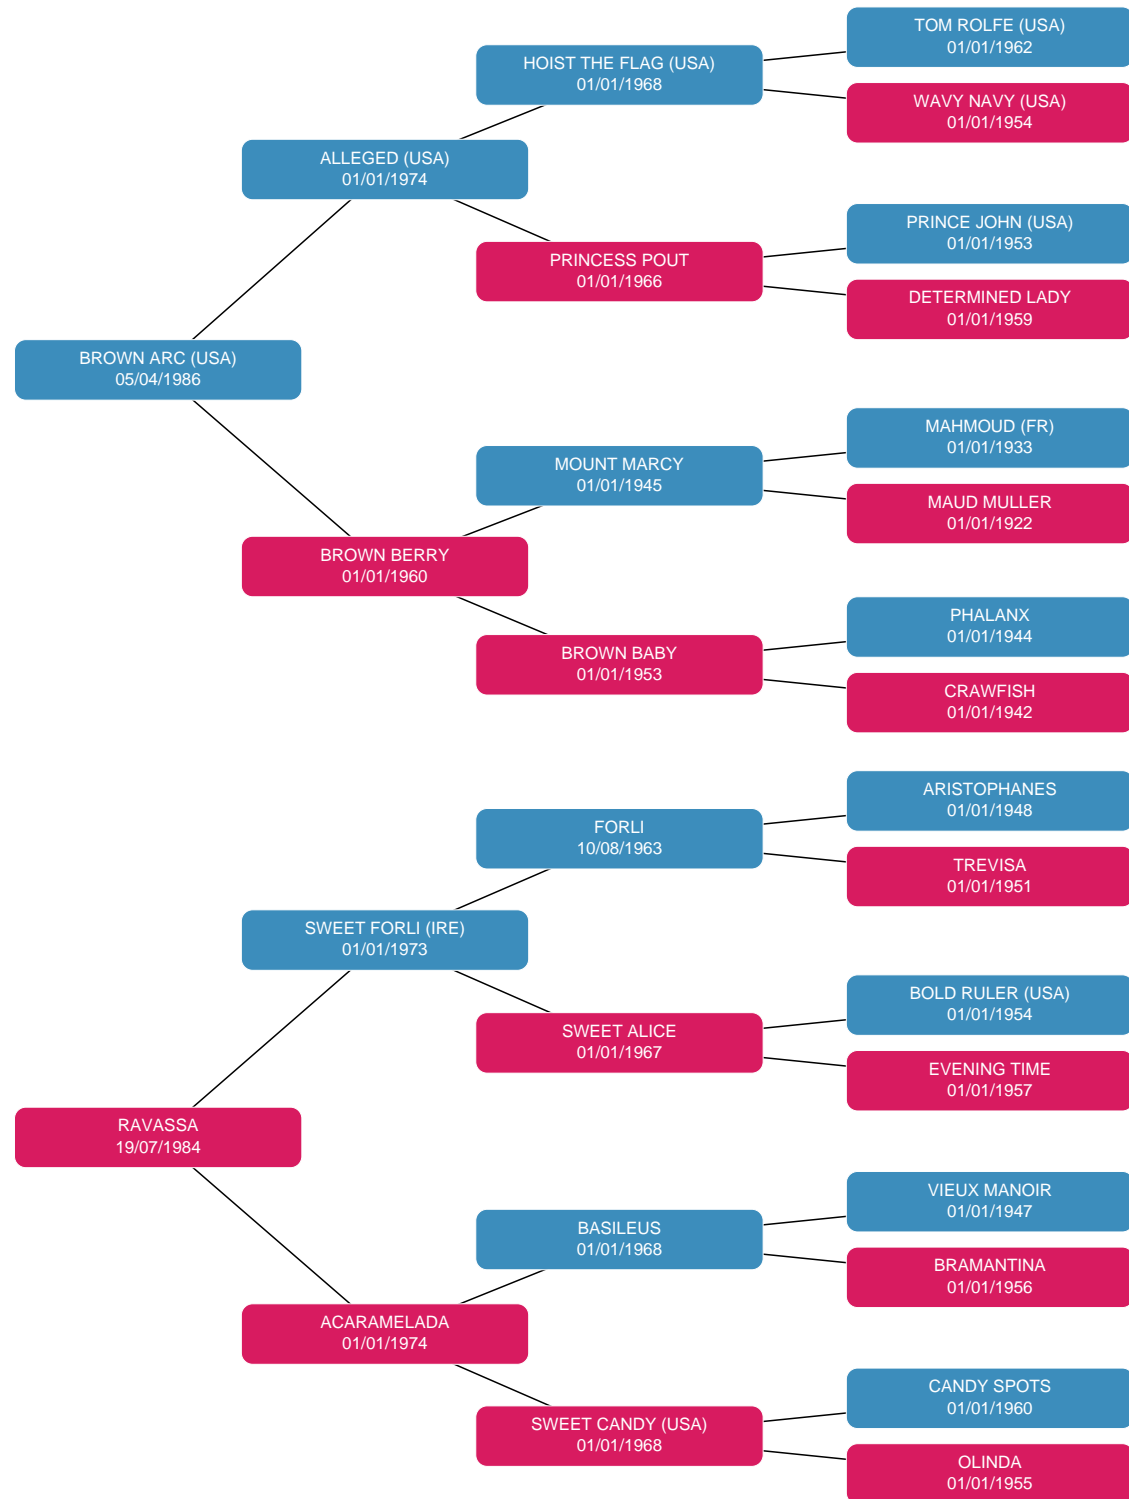 TOM ROLFE (USA)
01/01/1962
HOIST THE FLAG (USA)
01/01/1968
WAVY NAVY (USA)
01/01/1954
ALLEGED (USA)
01/01/1974
PRINCE JOHN (USA)
01/01/1953
PRINCESS POUT
01/01/1966
DETERMINED LADY
01/01/1959
BROWN ARC (USA)
05/04/1986
MAHMOUD (FR)
01/01/1933
MOUNT MARCY
01/01/1945
MAUD MULLER
01/01/1922
BROWN BERRY
01/01/1960
PHALANX
01/01/1944
BROWN BABY
01/01/1953
CRAWFISH
01/01/1942
ARISTOPHANES
01/01/1948
FORLI
10/08/1963
TREVISA
01/01/1951
SWEET FORLI (IRE)
01/01/1973
BOLD RULER (USA)
01/01/1954
SWEET ALICE
01/01/1967
EVENING TIME
01/01/1957
RAVASSA
19/07/1984
VIEUX MANOIR
01/01/1947
BASILEUS
01/01/1968
BRAMANTINA
01/01/1956
ACARAMELADA
01/01/1974
CANDY SPOTS
01/01/1960
SWEET CANDY (USA)
01/01/1968
OLINDA
01/01/1955